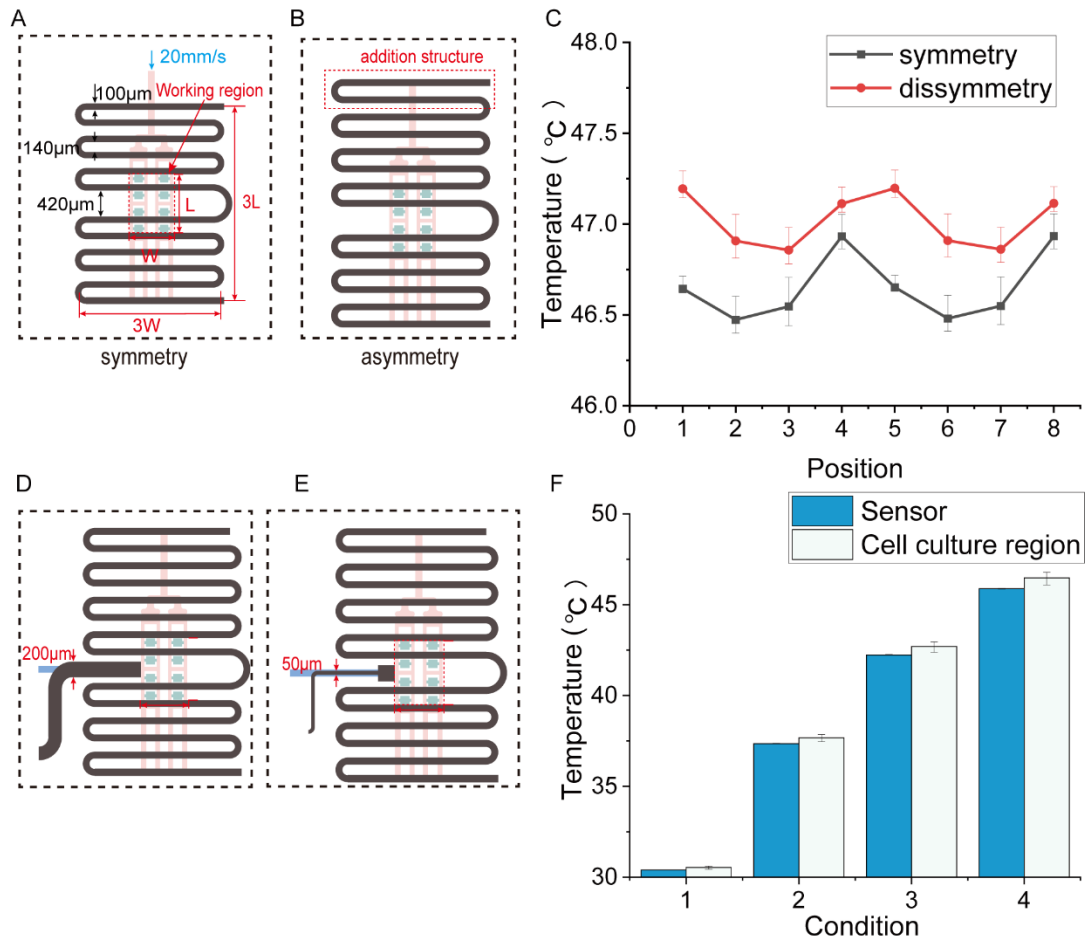 A
20mm/s
Working region
100μm
140μm
420μm
L
3L
W
3W
symmetry
B
addition structure
asymmetry
C
48.0
47.5
47.0
46.5
46.0
Temperature ( ℃ )
symmetry
dissymmetry
0 1 2 3 4 5 6 7 8
Position
D
200μm
E
50μm
F
Sensor
Cell culture region
50
45
40
35
30
Temperature ( ℃ )
1 2 3 4
Condition